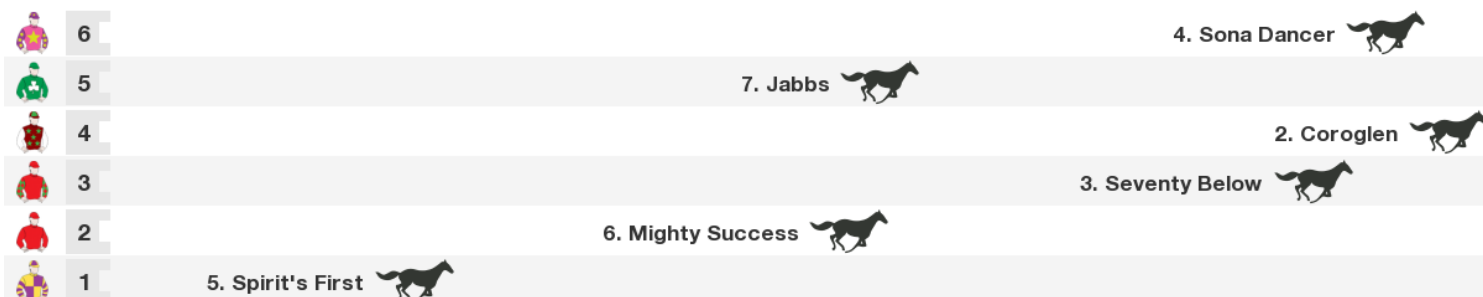 6 4. Sona Dancer
5 7. Jabbs
4 2. Coroglen
3 3. Seventy Below
2 6. Mighty Success
1 5. Spirit's First